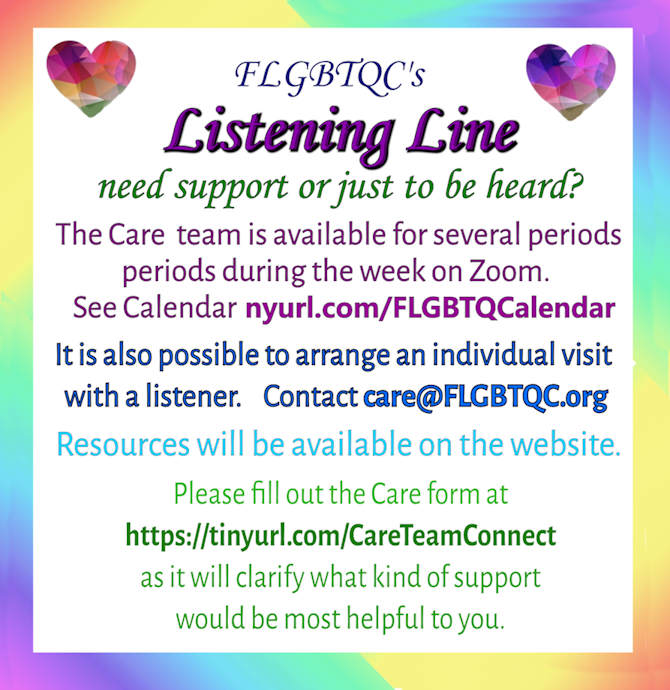 FLGBTQC's
Listening Line
need support or just to be heard?
The Care team is available for several periods
periods during the week on Zoom.
See Calendar nyurl.com/FLGBTQCalendar
It is also possible to arrange an individual visit
with a listener. Contact care@FLGBTQC.org
Resources will be available on the website.
Please fill out the Care form at
https://tinyurl.com/CareTeamConnect
as it will clarify what kind of support
would be most helpful to you.